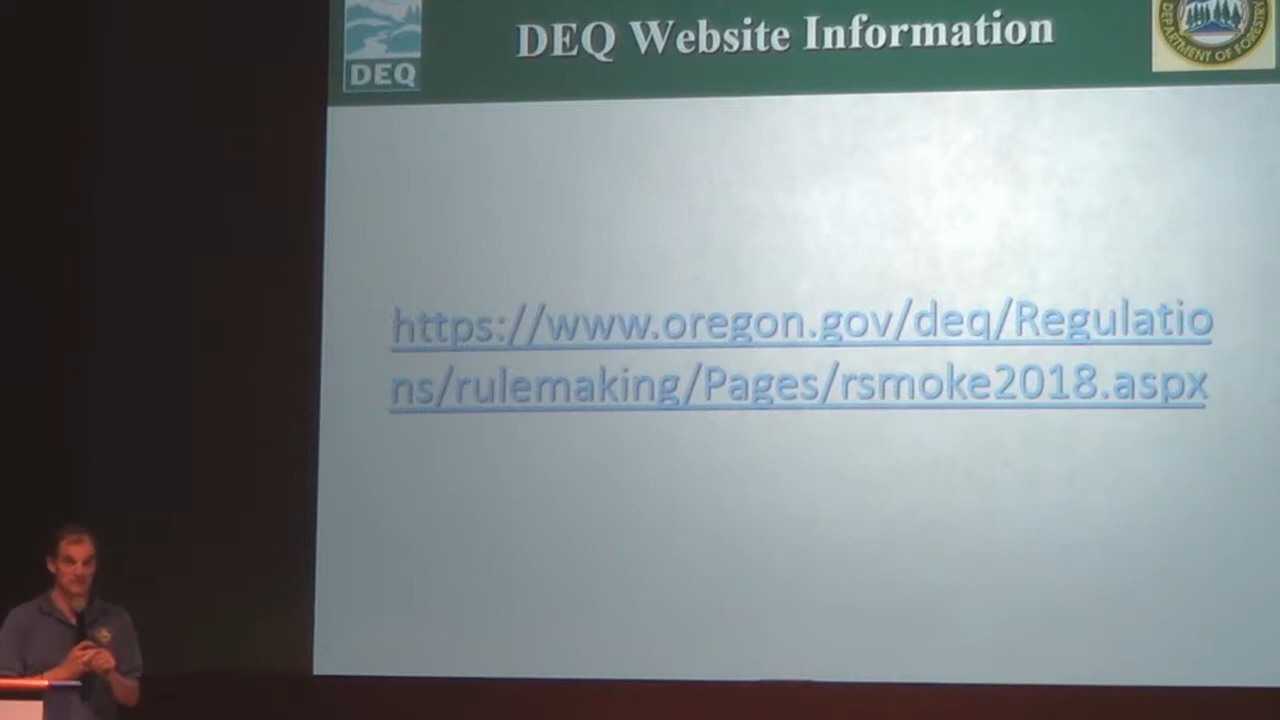 DEQ Website Information
DEQ
DEPARTMENT OF FORESTRY
https://www.oregon.gov/deq/Regulatio
ns/rulemaking/Pages/rsmoke2018.aspx